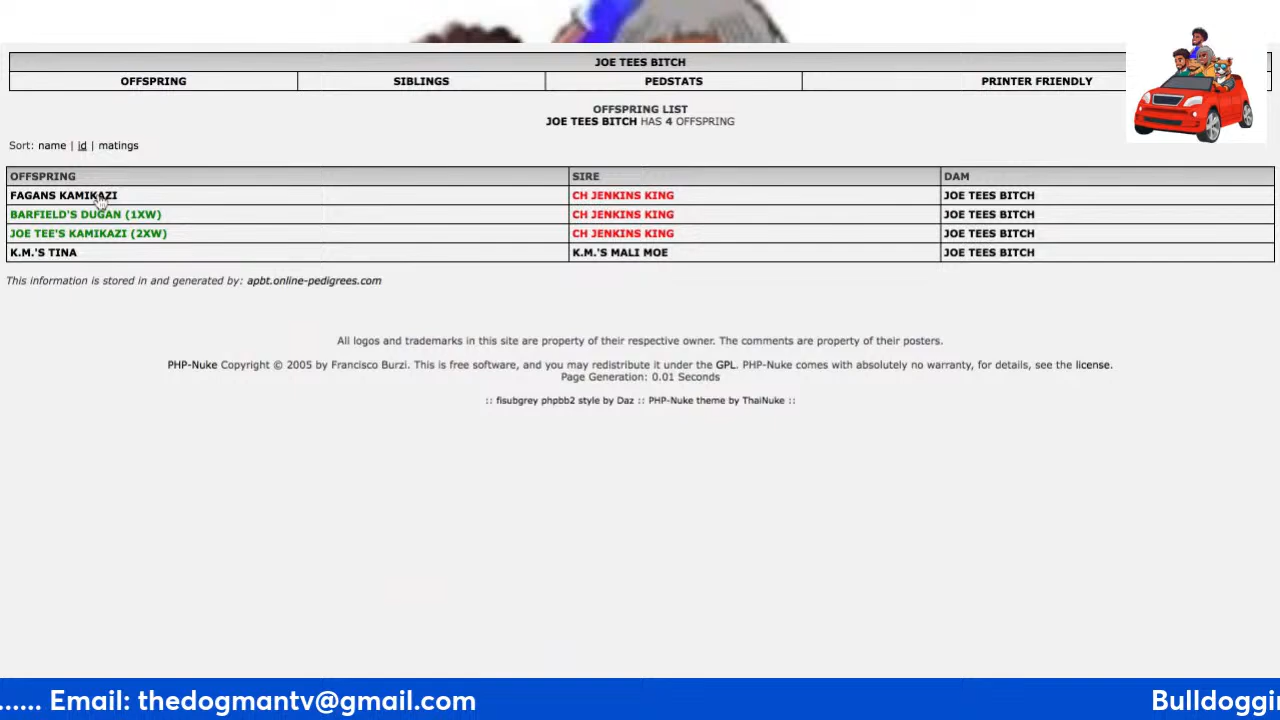 JOE TEES BITCH
OFFSPRING SIBLINGS PEDSTATS PRINTER FRIENDLY
OFFSPRING LIST
JOE TEES BITCH HAS 4 OFFSPRING
Sort: name | id | matings
OFFSPRING SIRE DAM
FAGANS KAMIKAZI CH JENKINS KING JOE TEES BITCH
BARFIELD'S DUGAN (1XW) CH JENKINS KING JOE TEES BITCH
JOE TEE'S KAMIKAZI (2XW) CH JENKINS KING JOE TEES BITCH
K.M.'S TINA K.M.'S MALI MOE JOE TEES BITCH
This information is stored in and generated by: apbt.online-pedigrees.com
All logos and trademarks in this site are property of their respective owner. The comments are property of their posters.
PHP-Nuke Copyright © 2005 by Francisco Burzi. This is free software, and you may redistribute it under the GPL. PHP-Nuke comes with absolutely no warranty, for details, see the license.
Page Generation: 0.01 Seconds
:: fisubgrey phpbb2 style by Daz :: PHP-Nuke theme by ThaiNuke ::
...... Email: thedogmantv@gmail.com Bulldoggin